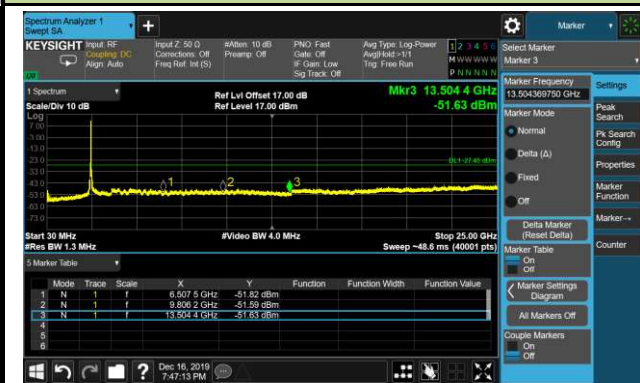 Spectrum Analyzer 1
Swept SA
+
Marker
KEYSIGHT
Input: RF
Coupling: DC
Align: Auto
Input Z: 50 Ω
Corrections: Off
Freq Ref: Int (S)
#Atten: 10 dB
Preamp: Off
PNO: Fast
Gate: Off
IF Gain: Low
Sig Track: Off
Avg Type: Log-Power
Avg|Hold:>1/1
Trig: Free Run
1 2 3 4 5 6
M W W W W W
P N N N N N
Select Marker
Marker 3
1 Spectrum
Scale/Div 10 dB
Ref Lvl Offset 17.00 dB
Ref Level 17.00 dBm
Mkr3 13.504 4 GHz
-51.63 dBm
Log
7.00
-3.00
-13.0
-23.0
-33.0
-43.0
-53.0
-63.0
-73.0
1
2
3
Start 30 MHz
#Res BW 1.3 MHz
#Video BW 4.0 MHz
Stop 25.00 GHz
Sweep ~48.6 ms (40001 pts)
5 Marker Table
Mode Trace Scale X Y Function Function Width Function Value
1 N 1 f 6.507 5 GHz -51.82 dBm
2 N 1 f 9.806 2 GHz -51.59 dBm
3 N 1 f 13.504 4 GHz -51.63 dBm
4
5
6
Marker Frequency
13.504369750 GHz
Marker Mode
Normal
Delta (Δ)
Fixed
Off
Delta Marker
(Reset Delta)
Marker Table
On
Off
Marker Settings
Diagram
All Markers Off
Couple Markers
On
Off
Settings
Peak
Search
Pk Search
Config
Properties
Marker
Function
Marker→
Counter
?
Dec 16, 2019
7:47:13 PM